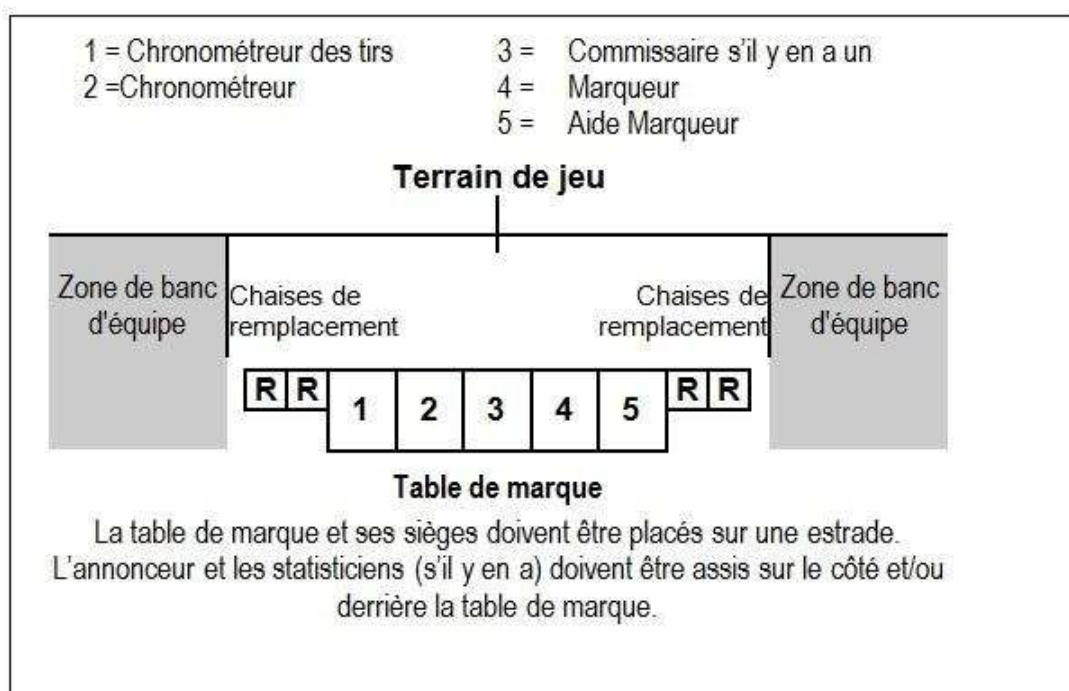 1 = Chronométreur des tirs
2 =Chronométreur
3 = Commissaire s'il y en a un
4 = Marqueur
5 = Aide Marqueur
Terrain de jeu
Zone de banc
d'équipe
Chaises de
remplacement
Chaises de
remplacement
Zone de banc
d'équipe
R R 1 2 3 4 5 R R
Table de marque
La table de marque et ses sièges doivent être placés sur une estrade.
L'annonceur et les statisticiens (s'il y en a) doivent être assis sur le côté et/ou
derrière la table de marque.